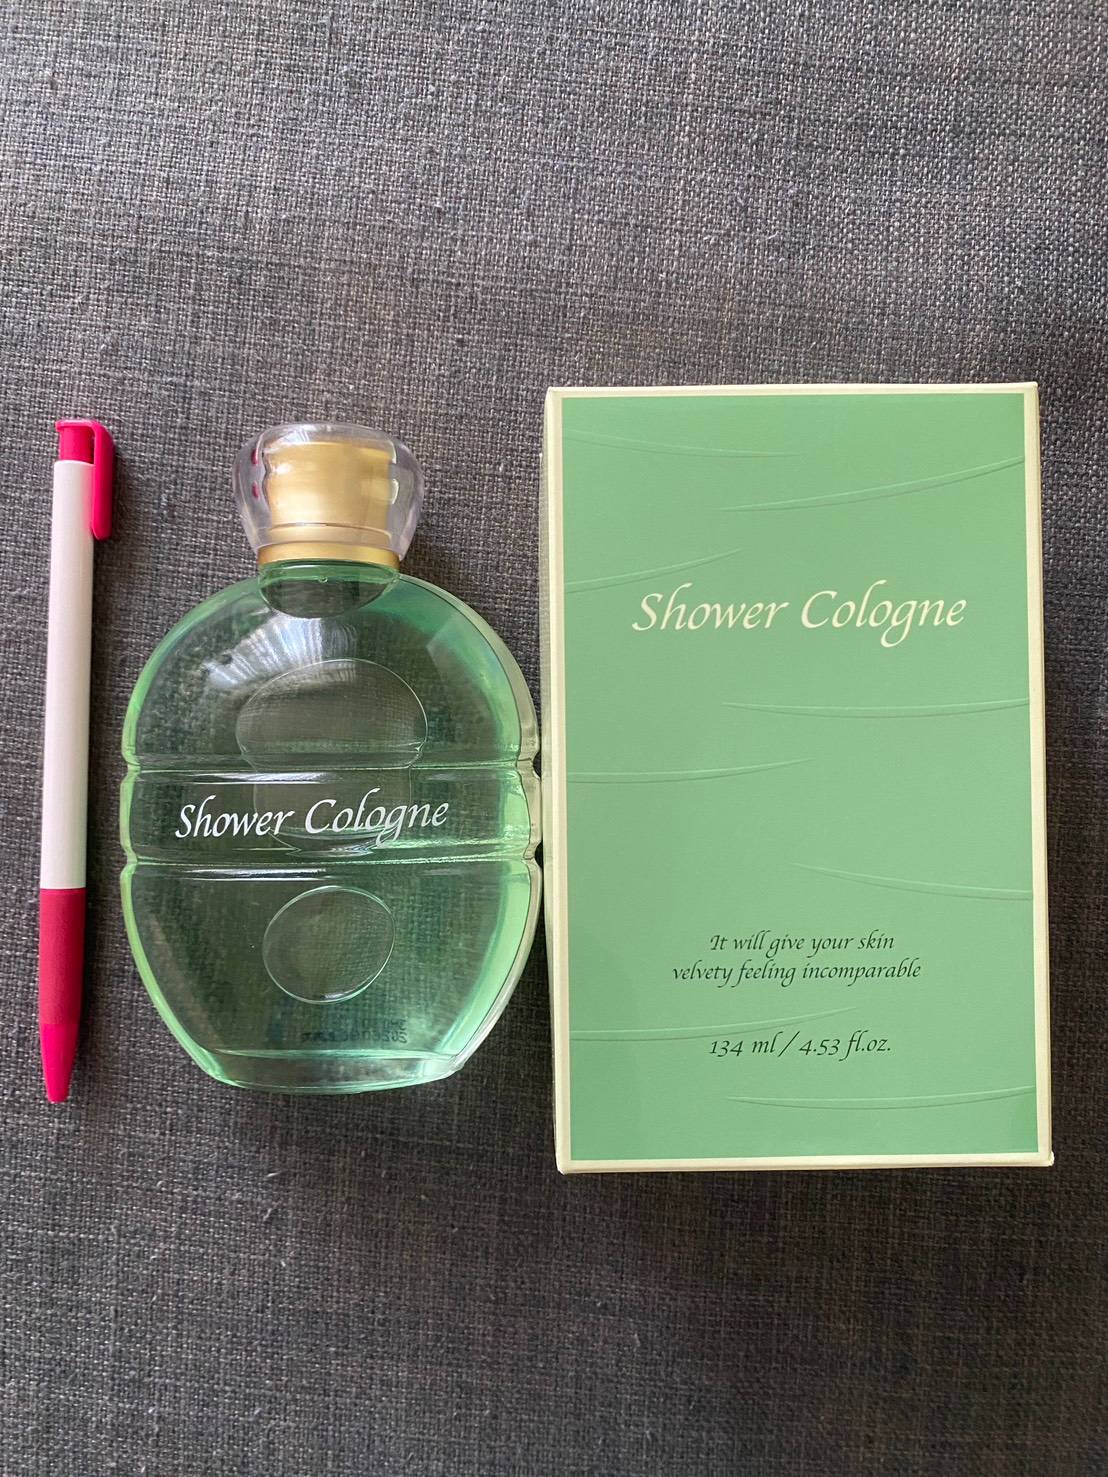 Shower Cologne
Shower Cologne
It will give your skin
velvety feeling incomparable
134 ml / 4.53 fl.oz.